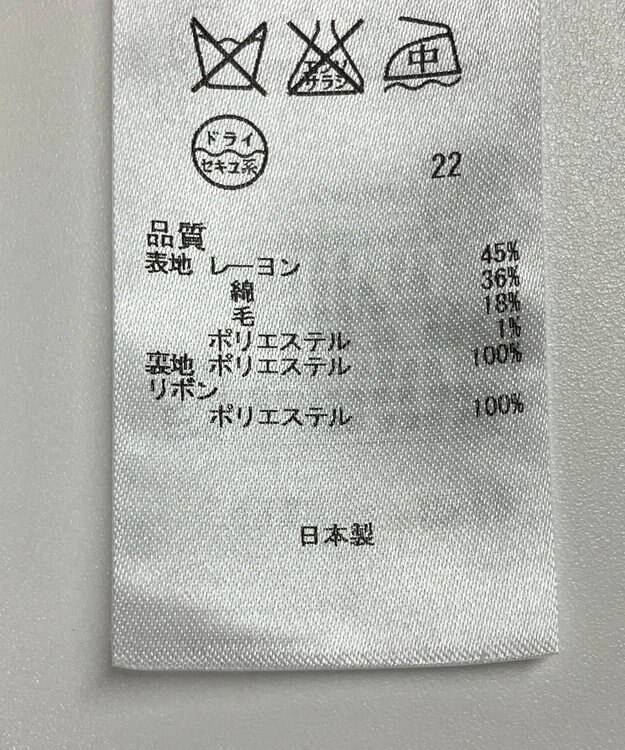 エンソ サラシ 中
ドライ
セキユ系
22
品質
表地 レーヨン 45%
綿 36%
毛 18%
ポリエステル 1%
裏地 ポリエステル 100%
リボン
ポリエステル 100%
日本製